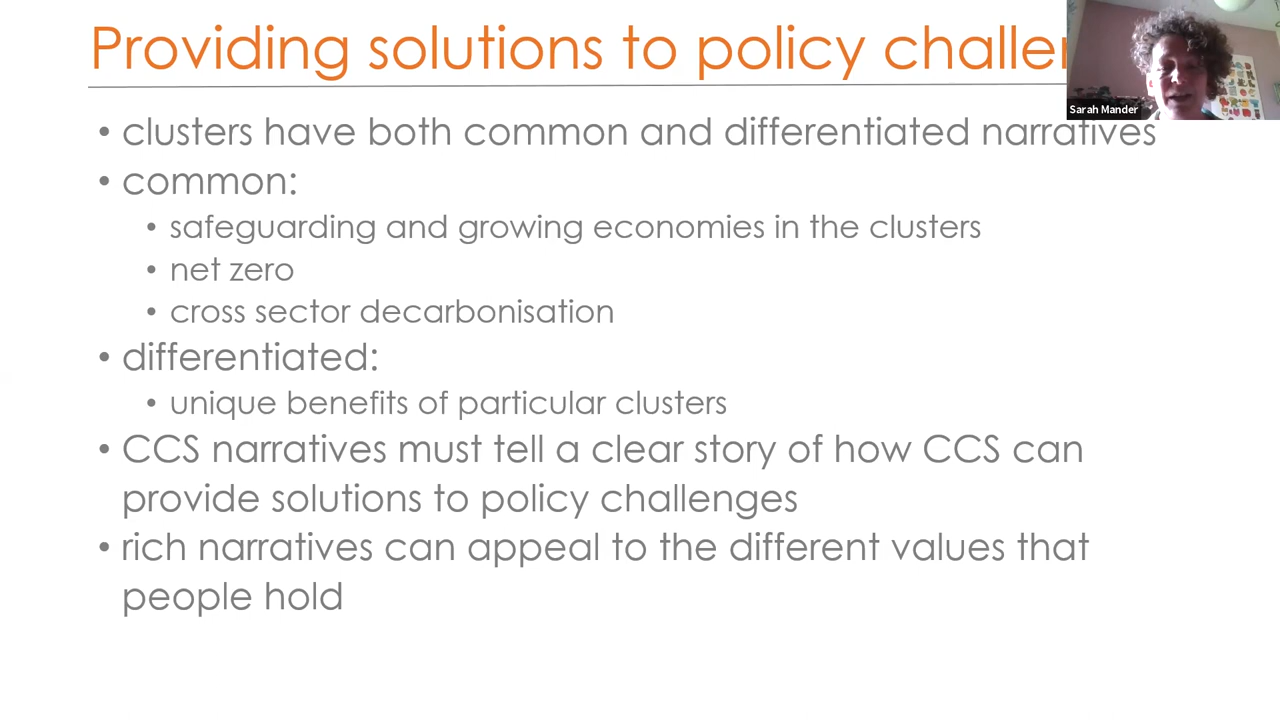 Providing solutions to policy
Sarah Mander
• clusters have both common and differentiated narratives
• common:
• safeguarding and growing economies in the clusters
• net zero
• cross sector decarbonisation
• differentiated:
• unique benefits of particular clusters
• CCS narratives must tell a clear story of how CCS can
provide solutions to policy challenges
• rich narratives can appeal to the different values that
people hold